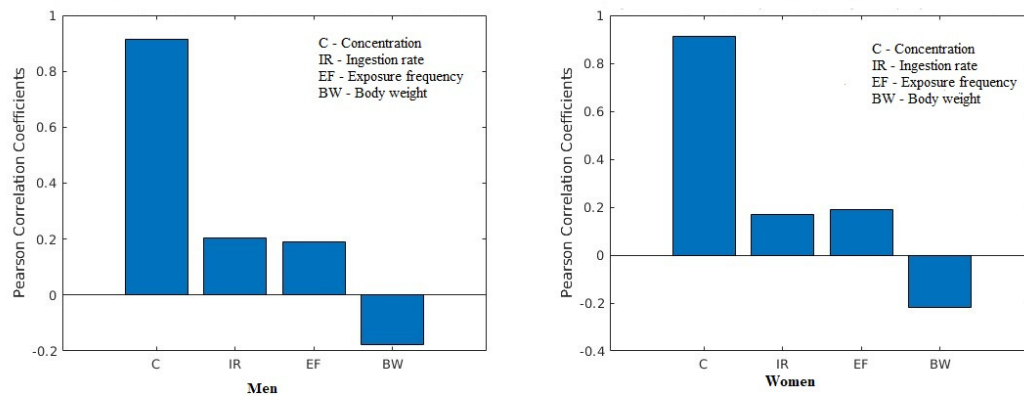 1
0.8
0.6
0.4
0.2
0
-0.2
Pearson Correlation Coefficients
C - Concentration
IR - Ingestion rate
EF - Exposure frequency
BW - Body weight
C IR EF BW
Men
1
0.8
0.6
0.4
0.2
0
-0.2
-0.4
Pearson Correlation Coefficients
C - Concentration
IR - Ingestion rate
EF - Exposure frequency
BW - Body weight
C IR EF BW
Women